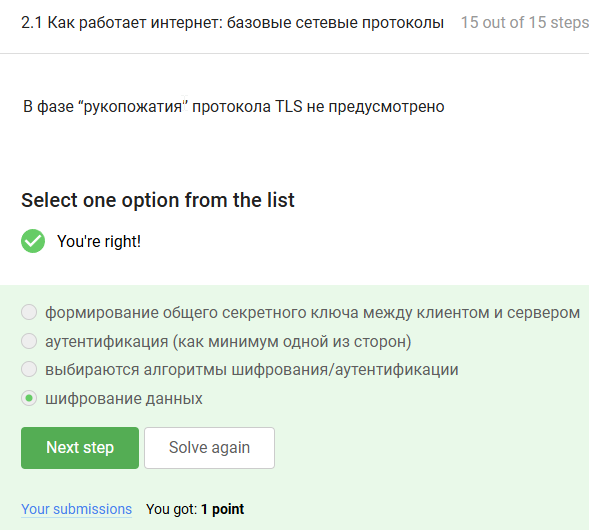 2.1 Как работает интернет: базовые сетевые протоколы 15 out of 15 steps
В фазе “рукопожатия” протокола TLS не предусмотрено
Select one option from the list
You're right!
формирование общего секретного ключа между клиентом и сервером
аутентификация (как минимум одной из сторон)
выбираются алгоритмы шифрования/аутентификации
шифрование данных
Next step Solve again
Your submissions You got: 1 point